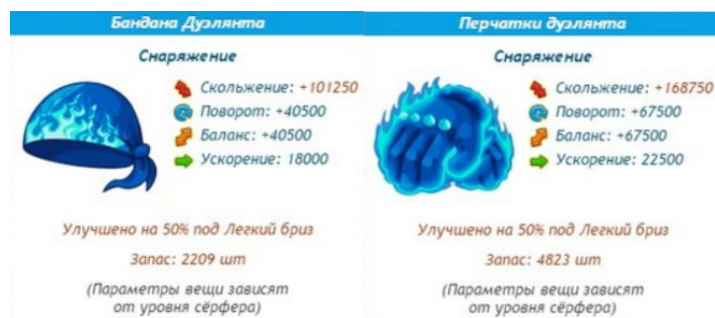 Бандана Дуэлянта
Снаряжение
Скольжение: +101250
Поворот: +40500
Баланс: +40500
Ускорение: 18000
Улучшено на 50% под Легкий бриз
Запас: 2209 шт
(Параметры вещи зависят
от уровня сёрфера)
Перчатки дуэлянта
Снаряжение
Скольжение: +168750
Поворот: +67500
Баланс: +67500
Ускорение: 22500
Улучшено на 50% под Легкий бриз
Запас: 4823 шт
(Параметры вещи зависят
от уровня сёрфера)